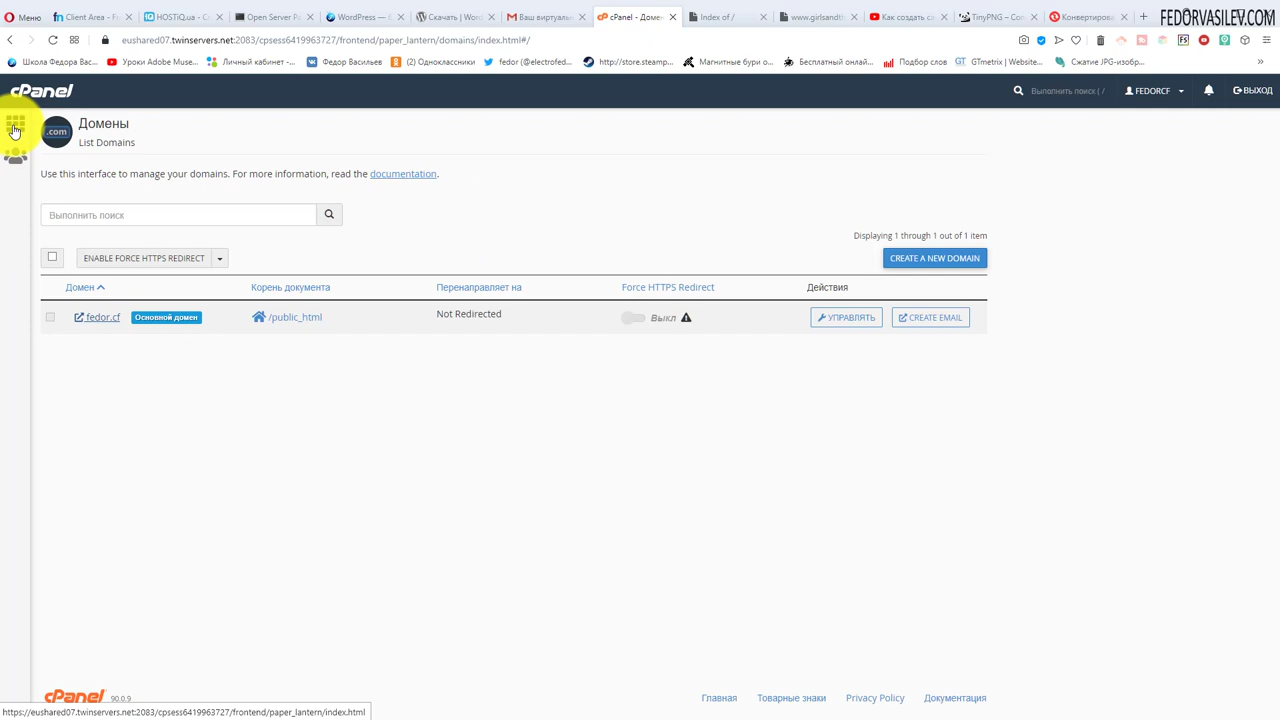 Меню
Client Area - F
HOSTiQ.ua - С
Open Server P
WordPress — f
Скачать | Word
Ваш виртуаль
cPanel - Домен
Index of /
www.girlsandth
Как создать са
TinyPNG – Com
Конвертирова
FEDORVASILEV.COM
eushared07.twinservers.net:2083/cpsess6419963727/frontend/paper_lantern/domains/index.html#/
Школа Федора Вас...
Уроки Adobe Muse...
Личный кабинет -...
Федор Васильев
(2) Одноклассники
fedor (@electrofed...
http://store.steamp...
Магнитные бури о...
Бесплатный онлай...
Подбор слов
GTmetrix | Website...
Сжатие JPG-изобр...
cPanel
Выполнить поиск ( /
FEDORCF
ВЫХОД
.com
Домены
List Domains
Use this interface to manage your domains. For more information, read the documentation.
Выполнить поиск
Displaying 1 through 1 out of 1 item
ENABLE FORCE HTTPS REDIRECT
CREATE A NEW DOMAIN
Домен
Корень документа
Перенаправляет на
Force HTTPS Redirect
Действия
fedor.cf
Основной домен
/public_html
Not Redirected
Выкл
УПРАВЛЯТЬ
CREATE EMAIL
cPanel
90.0.9
Главная
Товарные знаки
Privacy Policy
Документация
https://eushared07.twinservers.net:2083/cpsess6419963727/frontend/paper_lantern/index.html